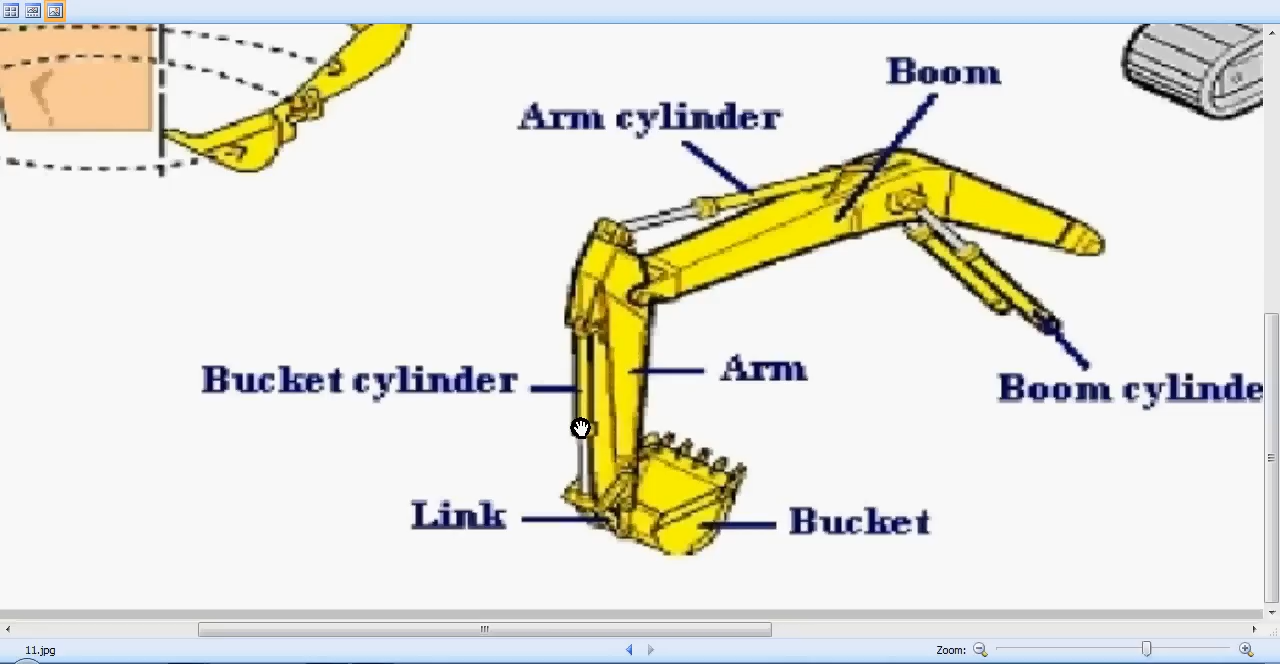 Boom
Arm cylinder
Bucket cylinder
Arm
Boom cylinde
Link
Bucket
11.jpg
Zoom: